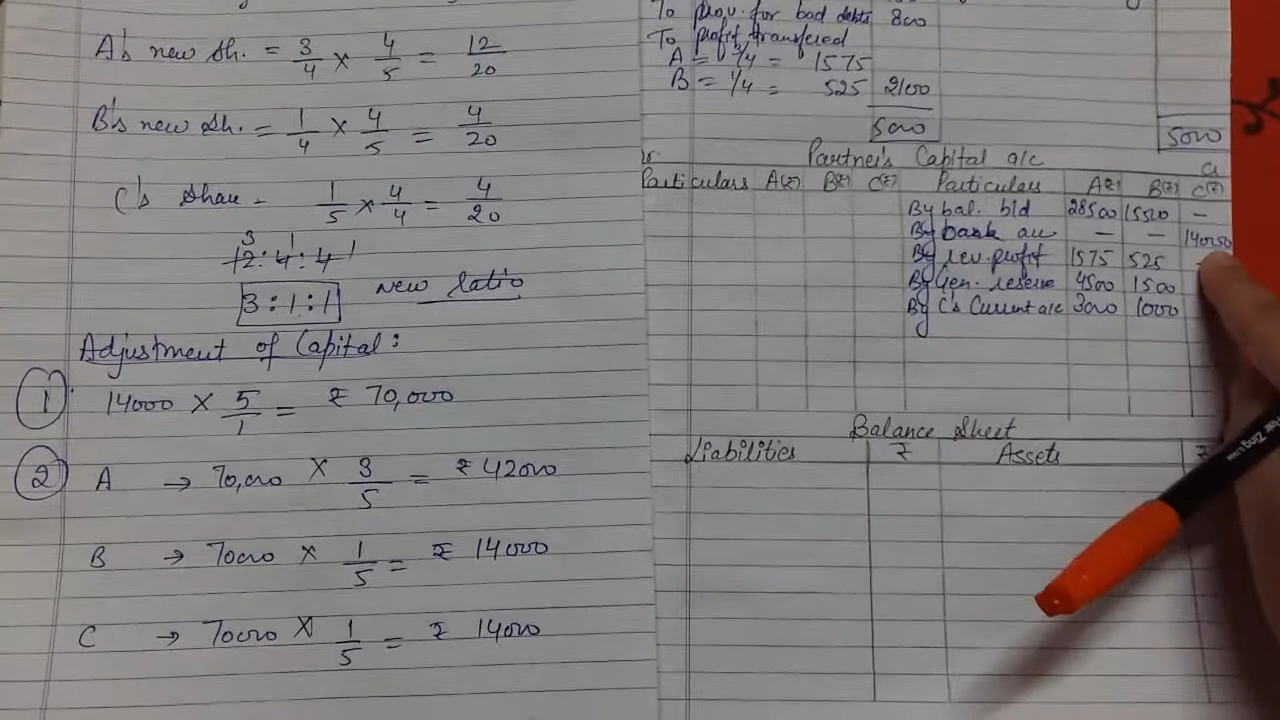 A's new Sh. = 3/4 × 4/5 = 12/20
B's new Sh. = 1/4 × 4/5 = 4/20
C's Share - 1/5 × 4/4 = 4/20
3 1 1
12:4:4
3:1:1 new ratio
Adjustment of Capital:
1 14000 × 5/1 = ₹ 70,000
2 A → 70,000 × 3/5 = ₹ 42000
B → 70000 × 1/5 = ₹ 14000
C → 70000 × 1/5 = ₹ 14000
To prov. for bad debts 800
To profit transfered
A = 3/4 = 1575
B = 1/4 = 525 2100
5000 5000
Partner's Capital a/c
Cr
Particulars A(₹) B(₹) C(₹) Particulars A(₹) B(₹) C(₹)
By bal. b/d 28500 15500 -
By bank a/c - -
By rev. profit 1575 525
By Gen. reserve 4500 1500
By C's Current a/c 3000 1000
Balance Sheet
Liabilities ₹ Assets ₹